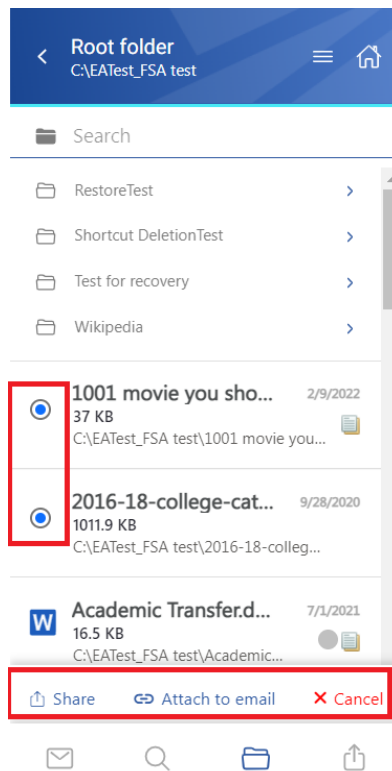 Root folder
C:\EATest_FSA test
Search
RestoreTest
Shortcut DeletionTest
Test for recovery
Wikipedia
1001 movie you sho... 2/9/2022
37 KB
C:\EATest_FSA test\1001 movie you...
2016-18-college-cat... 9/28/2020
1011.9 KB
C:\EATest_FSA test\2016-18-colleg...
W Academic Transfer.d... 7/1/2021
16.5 KB
C:\EATest_FSA test\Academic...
Share Attach to email Cancel